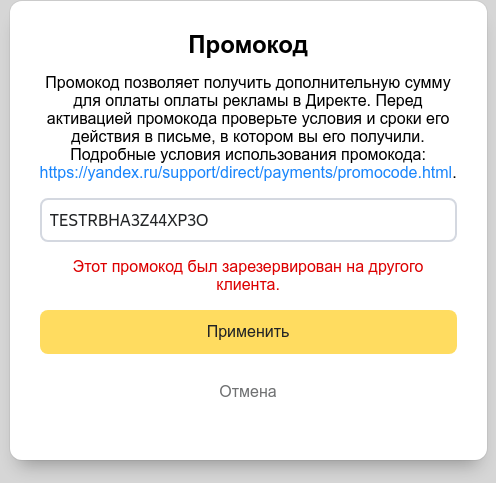 Промокод
Промокод позволяет получить дополнительную сумму
для оплаты оплаты рекламы в Директе. Перед
активацией промокода проверьте условия и сроки его
действия в письме, в котором вы его получили.
Подробные условия использования промокода:
https://yandex.ru/support/direct/payments/promocode.html.
TESTRBHA3Z44XP3O
Этот промокод был зарезервирован на другого
клиента.
Применить
Отмена